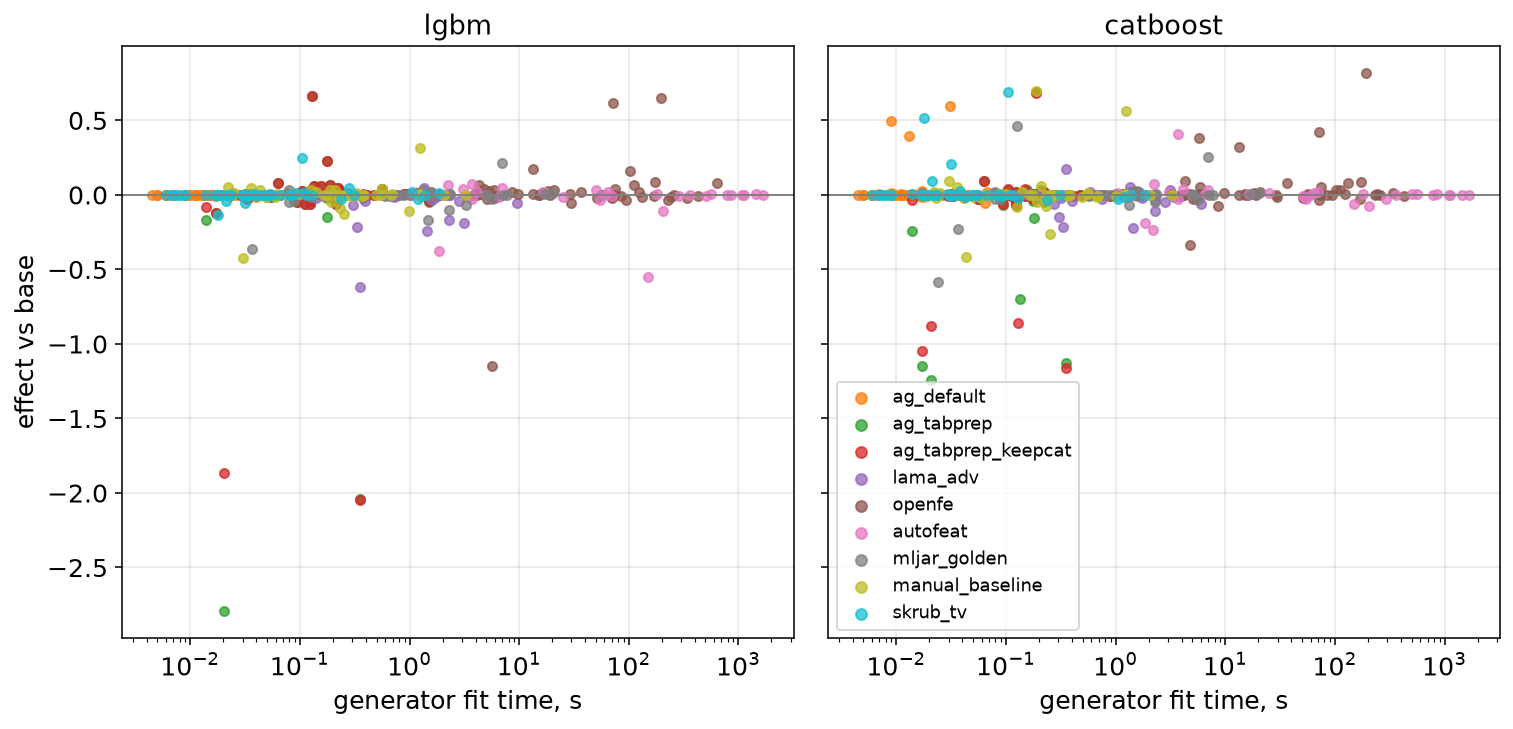 lgbm
catboost
effect vs base
0.5
0.0
−0.5
−1.0
−1.5
−2.0
−2.5
10⁻²
10⁻¹
10⁰
10¹
10²
10³
generator fit time, s
ag_default
ag_tabprep
ag_tabprep_keepcat
lama_adv
openfe
autofeat
mljar_golden
manual_baseline
skrub_tv
10⁻²
10⁻¹
10⁰
10¹
10²
10³
generator fit time, s